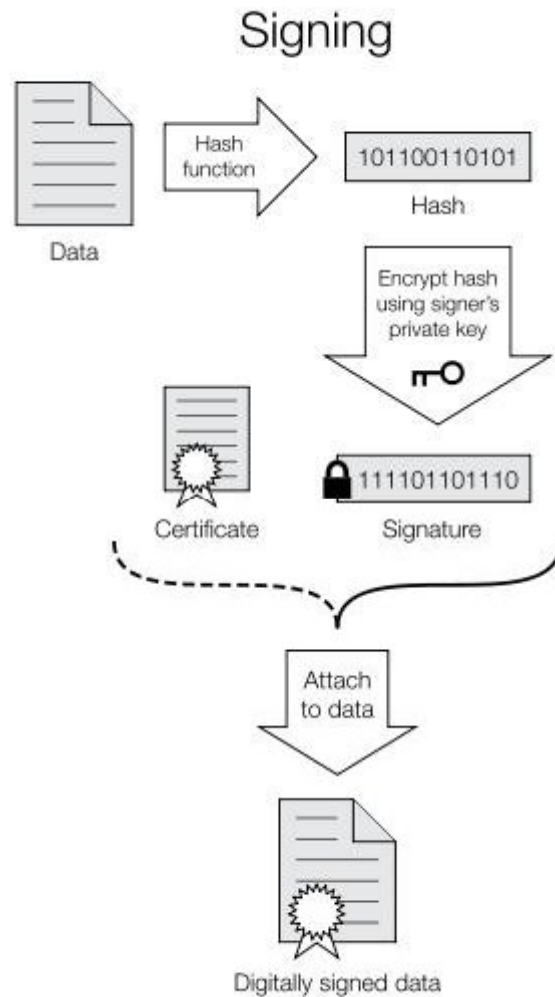 Signing
Hash
function
101100110101
Hash
Data
Encrypt hash
using signer's
private key
111101101110
Certificate
Signature
Attach
to data
Digitally signed data